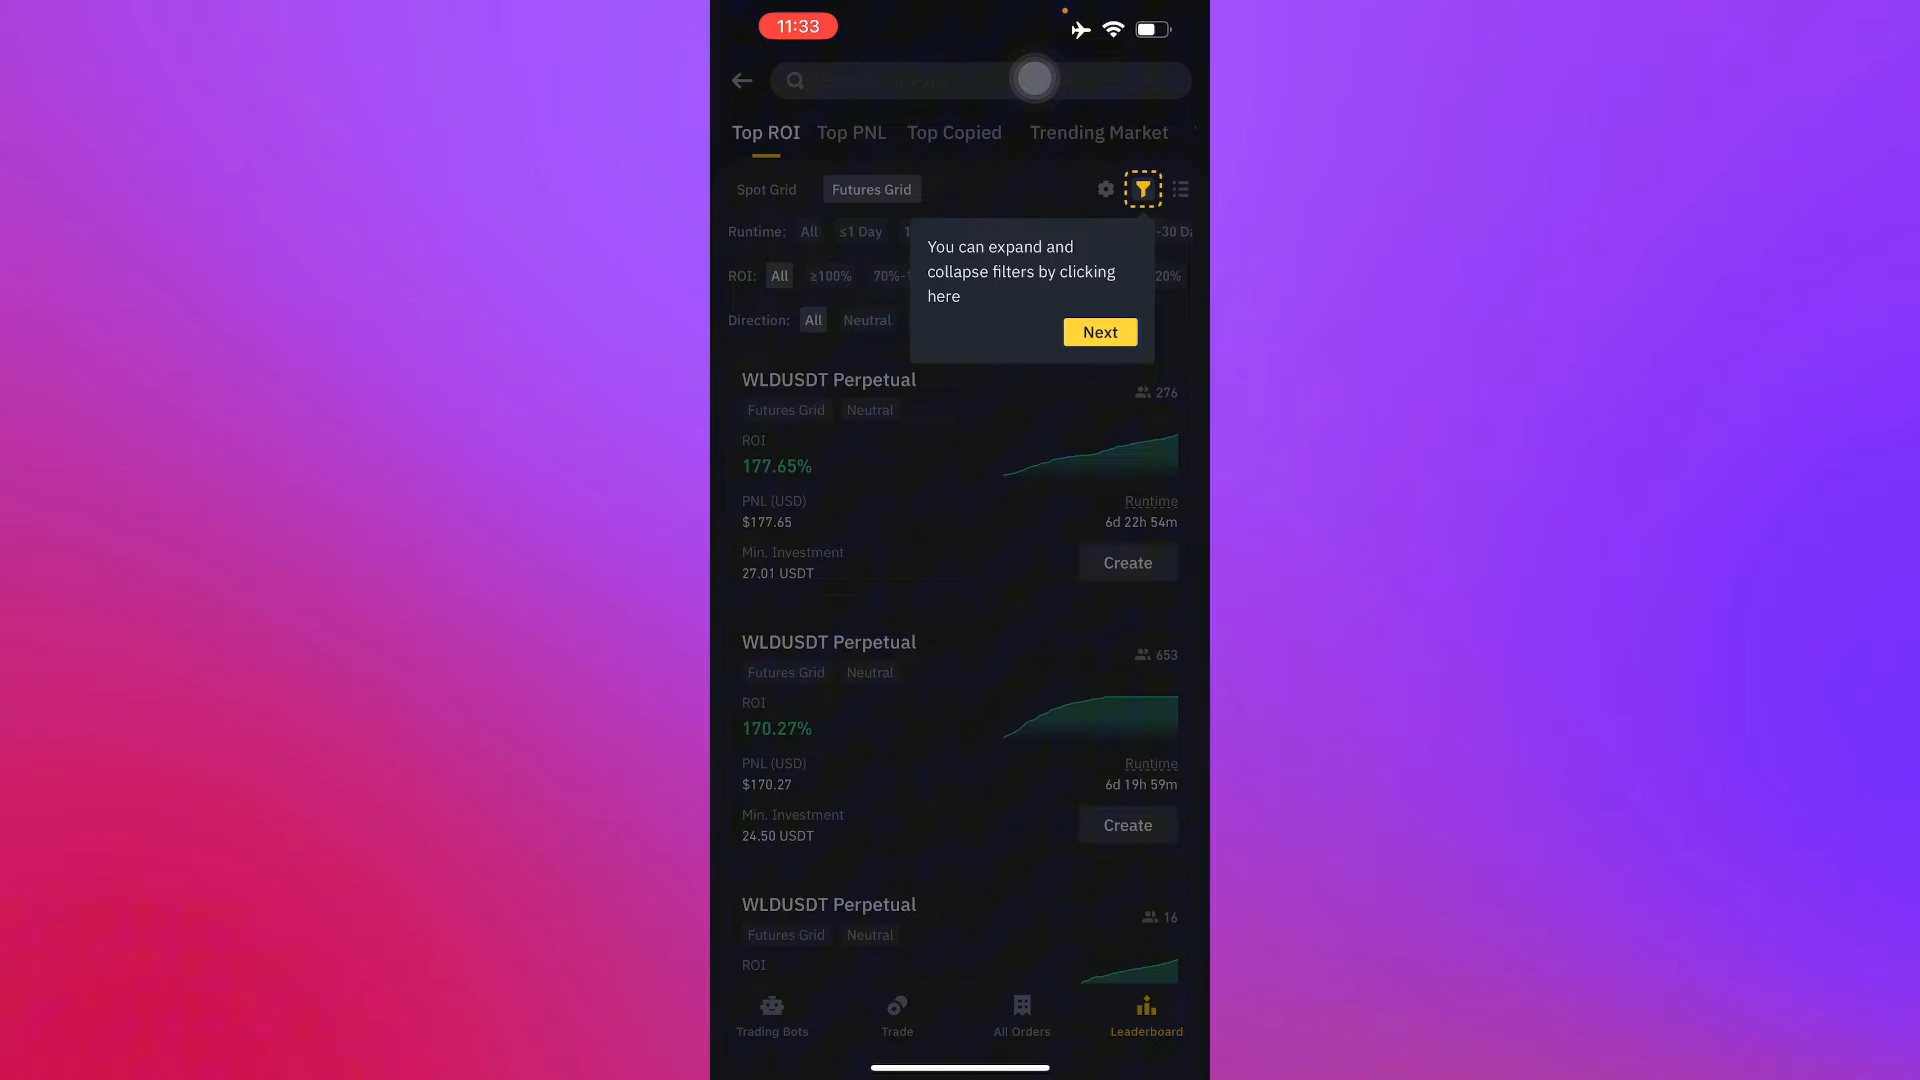 11:33
Top ROI Top PNL Top Copied Trending Market
Spot Grid Futures Grid
Runtime: All ≤1 Day
ROI: All ≥100% 70%- 20%
Direction: All Neutral
You can expand and
collapse filters by clicking
here
Next
WLDUSDT Perpetual
276
Futures Grid Neutral
ROI
177.65%
PNL (USD) Runtime
$177.65 6d 22h 54m
Min. Investment
27.01 USDT
Create
WLDUSDT Perpetual
653
Futures Grid Neutral
ROI
170.27%
PNL (USD) Runtime
$170.27 6d 19h 59m
Min. Investment
24.50 USDT
Create
WLDUSDT Perpetual
16
Futures Grid Neutral
ROI
Trading Bots Trade All Orders Leaderboard